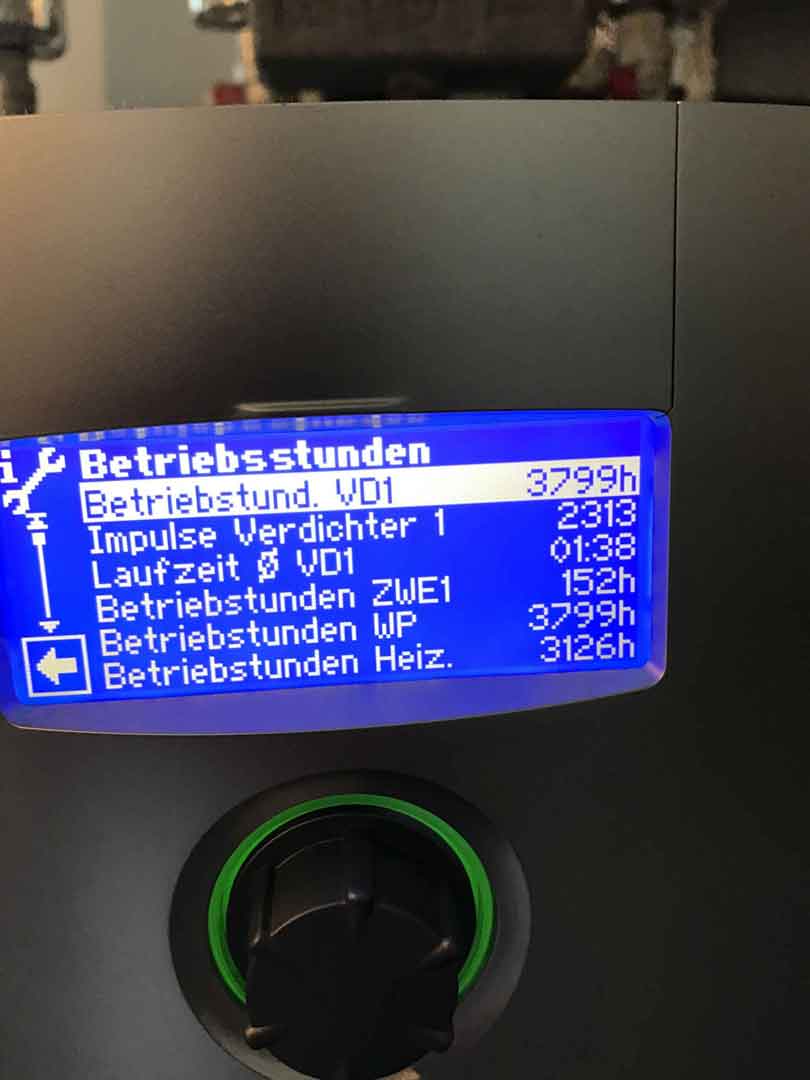 i
Betriebsstunden
Betriebstund. VD1 3799h
Impulse Verdichter 1 2313
Laufzeit Ø VD1 01:38
Betriebstunden ZWE1 152h
Betriebstunden WP 3799h
Betriebstunden Heiz. 3126h